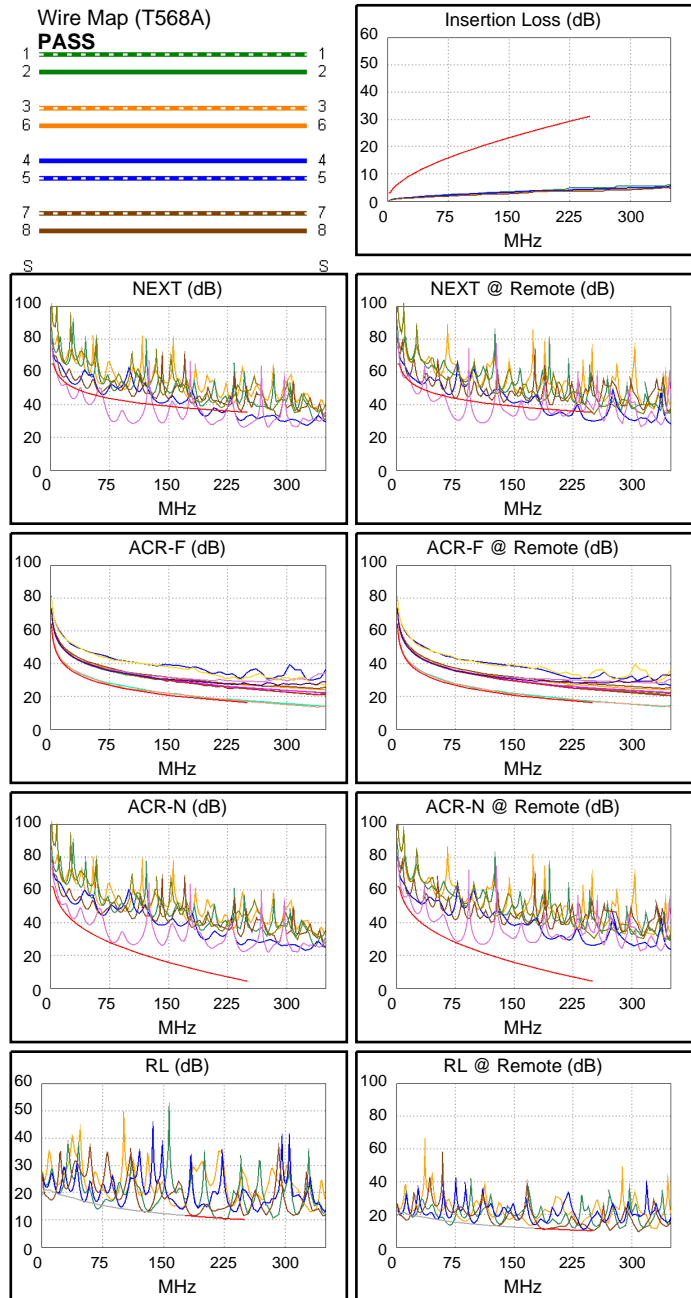 Wire Map (T568A)
PASS
1 1
2 2
3 3
6 6
4 4
5 5
7 7
8 8
S S
Insertion Loss (dB)
60
50
40
30
20
10
0
0 75 150 225 300
MHz
NEXT (dB)
100
80
60
40
20
0
0 75 150 225 300
MHz
NEXT @ Remote (dB)
100
80
60
40
20
0
0 75 150 225 300
MHz
ACR-F (dB)
100
80
60
40
20
0
0 75 150 225 300
MHz
ACR-F @ Remote (dB)
100
80
60
40
20
0
0 75 150 225 300
MHz
ACR-N (dB)
100
80
60
40
20
0
0 75 150 225 300
MHz
ACR-N @ Remote (dB)
100
80
60
40
20
0
0 75 150 225 300
MHz
RL (dB)
60
50
40
30
20
10
0
0 75 150 225 300
MHz
RL @ Remote (dB)
100
80
60
40
20
0
0 75 150 225 300
MHz